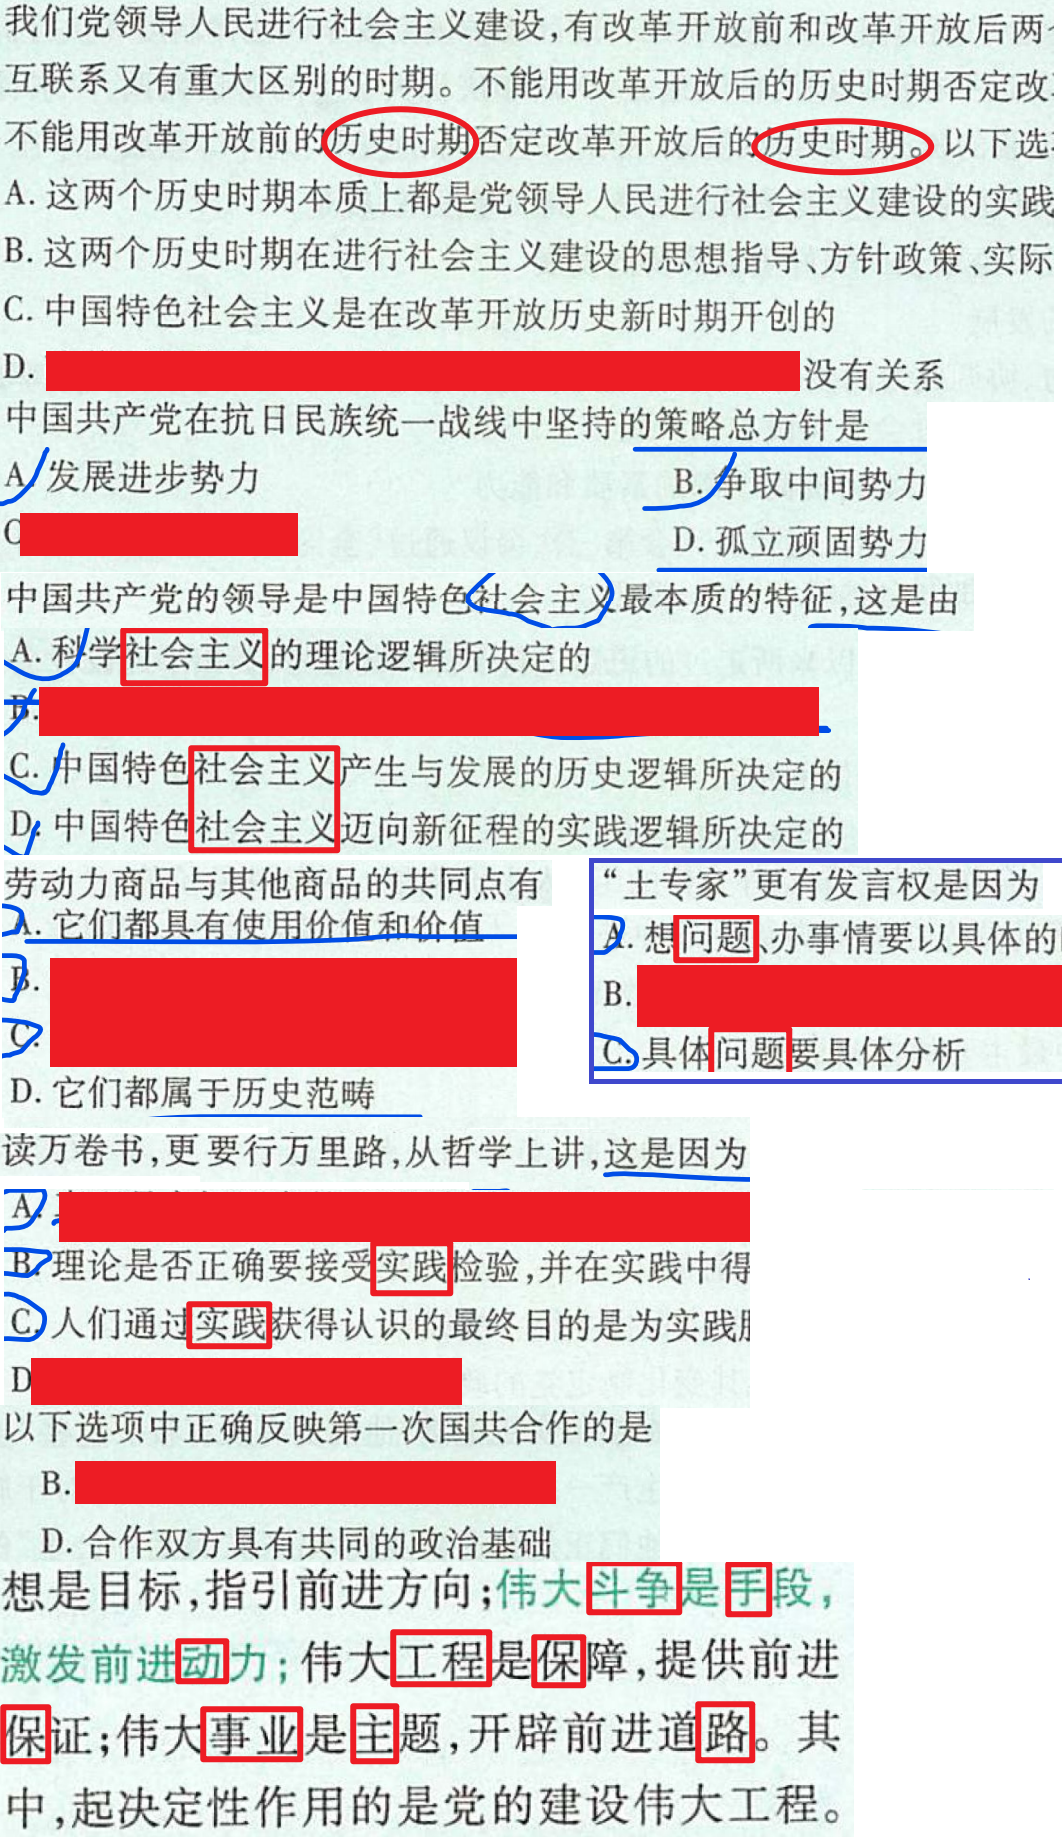 我们党领导人民进行社会主义建设,有改革开放前和改革开放后两
互联系又有重大区别的时期。不能用改革开放后的历史时期否定改
不能用改革开放前的历史时期否定改革开放后的历史时期。以下选
A. 这两个历史时期本质上都是党领导人民进行社会主义建设的实践
B. 这两个历史时期在进行社会主义建设的思想指导、方针政策、实际
C. 中国特色社会主义是在改革开放历史新时期开创的
D. 没有关系
中国共产党在抗日民族统一战线中坚持的策略总方针是
A. 发展进步势力
B. 争取中间势力
C
D. 孤立顽固势力
中国共产党的领导是中国特色社会主义最本质的特征,这是由
A. 科学社会主义的理论逻辑所决定的
B.
C. 中国特色社会主义产生与发展的历史逻辑所决定的
D. 中国特色社会主义迈向新征程的实践逻辑所决定的
劳动力商品与其他商品的共同点有
A. 它们都具有使用价值和价值
B.
C.
D. 它们都属于历史范畴
“土专家”更有发言权是因为
A. 想问题、办事情要以具体的
B.
C. 具体问题要具体分析
读万卷书,更要行万里路,从哲学上讲,这是因为
A.
B. 理论是否正确要接受实践检验,并在实践中得
C. 人们通过实践获得认识的最终目的是为实践
D
以下选项中正确反映第一次国共合作的是
B.
D. 合作双方具有共同的政治基础
想是目标,指引前进方向;伟大斗争是手段,
激发前进动力;伟大工程是保障,提供前进
保证;伟大事业是主题,开辟前进道路。其
中,起决定性作用的是党的建设伟大工程。